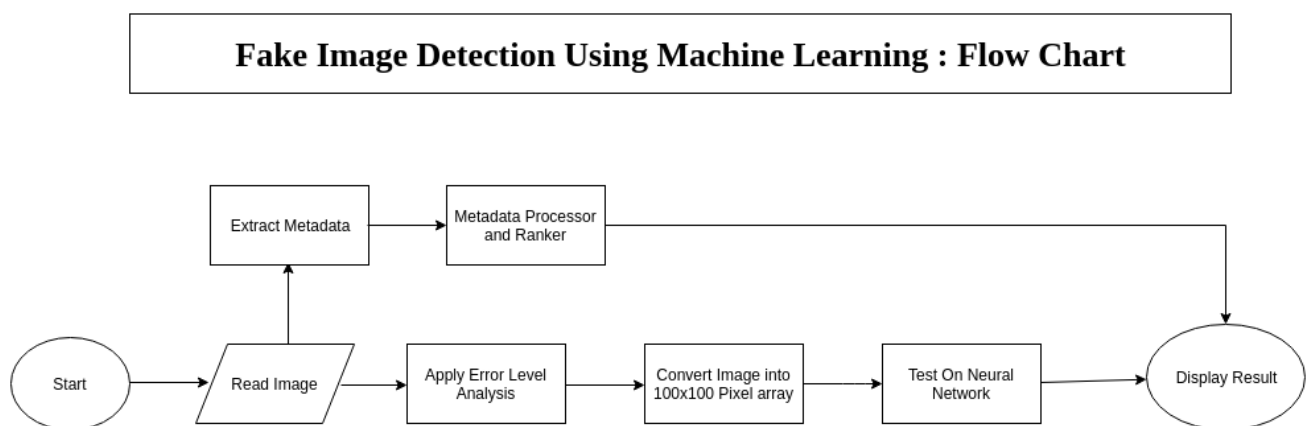 Fake Image Detection Using Machine Learning : Flow Chart
Extract Metadata
Metadata Processor
and Ranker
Start
Read Image
Apply Error Level
Analysis
Convert Image into
100x100 Pixel array
Test On Neural
Network
Display Result